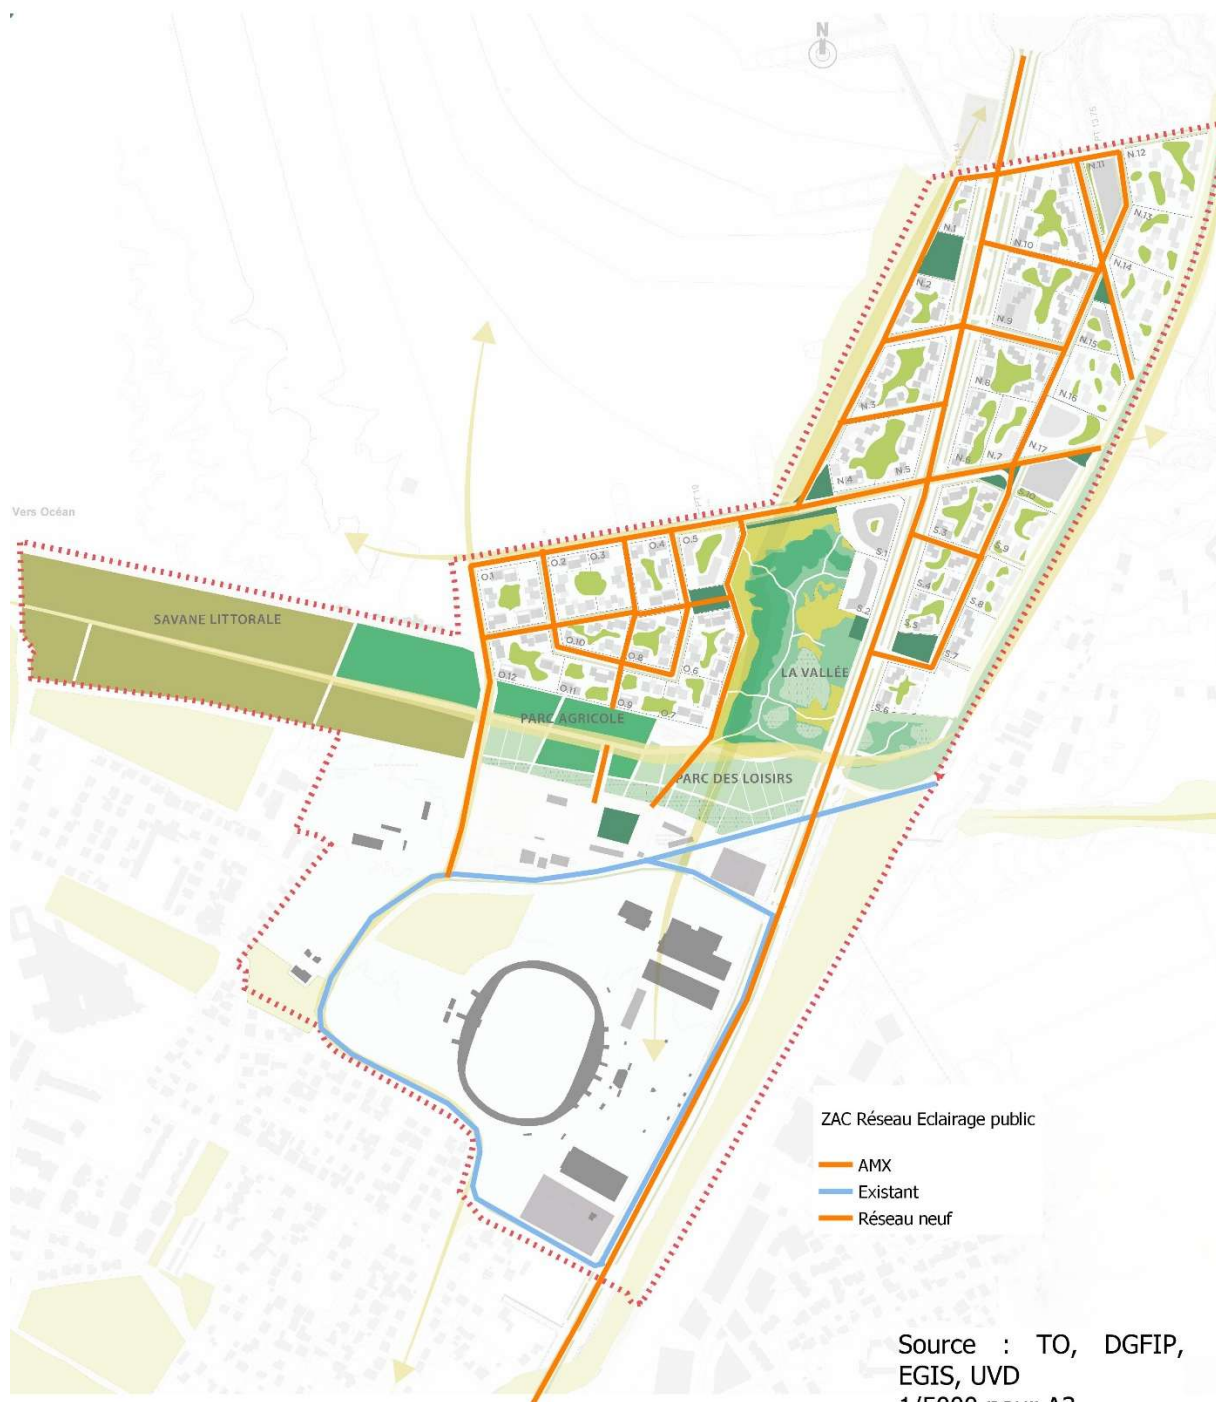 N
N.12
N.11
N.13
N.1
N.10
N.14
N.2
N.9
N.15
N.8
N.16
N.3
N.17
N.7
N.6
N.5
N.4
S.10
Vers Océan
S.3
S.1
S.9
O.5
O.4
O.3
O.2
O.1
S.4
S.8
S.2
S.5
SAVANE LITTORALE
O.10
O.8
S.7
O.6
LA VALLÉE
O.12
O.11
O.9
O.7
S.6
PARC AGRICOLE
PARC DES LOISIRS
ZAC Réseau Eclairage public
AMX
Existant
Réseau neuf
Source : TO, DGFIP,
EGIS, UVD